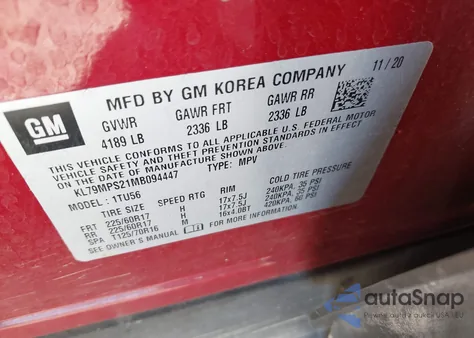 GM
MFD BY GM KOREA COMPANY 11/20
GVWR GAWR FRT GAWR RR
4189 LB 2336 LB 2336 LB
THIS VEHICLE CONFORMS TO ALL APPLICABLE U.S. FEDERAL MOTOR
VEHICLE SAFETY, BUMPER, AND THEFT PREVENTION STANDARDS
IN EFFECT ON THE DATE OF MANUFACTURE SHOWN ABOVE.
KL79MPS21MB094447 TYPE: MPV
MODEL: 1TU56
TIRE SIZE SPEED RTG RIM COLD TIRE PRESSURE
FRT 225/60R17 H 17x7.5J 240KPA, 35 PSI
RR 225/60R17 H 17x7.5J 240KPA, 35 PSI
SPA T125/70R16 M 16x4.0BT 420KPA, 60 PSI
SEE OWNER'S MANUAL FOR ADDITIONAL INFORMATION.
autoSnap